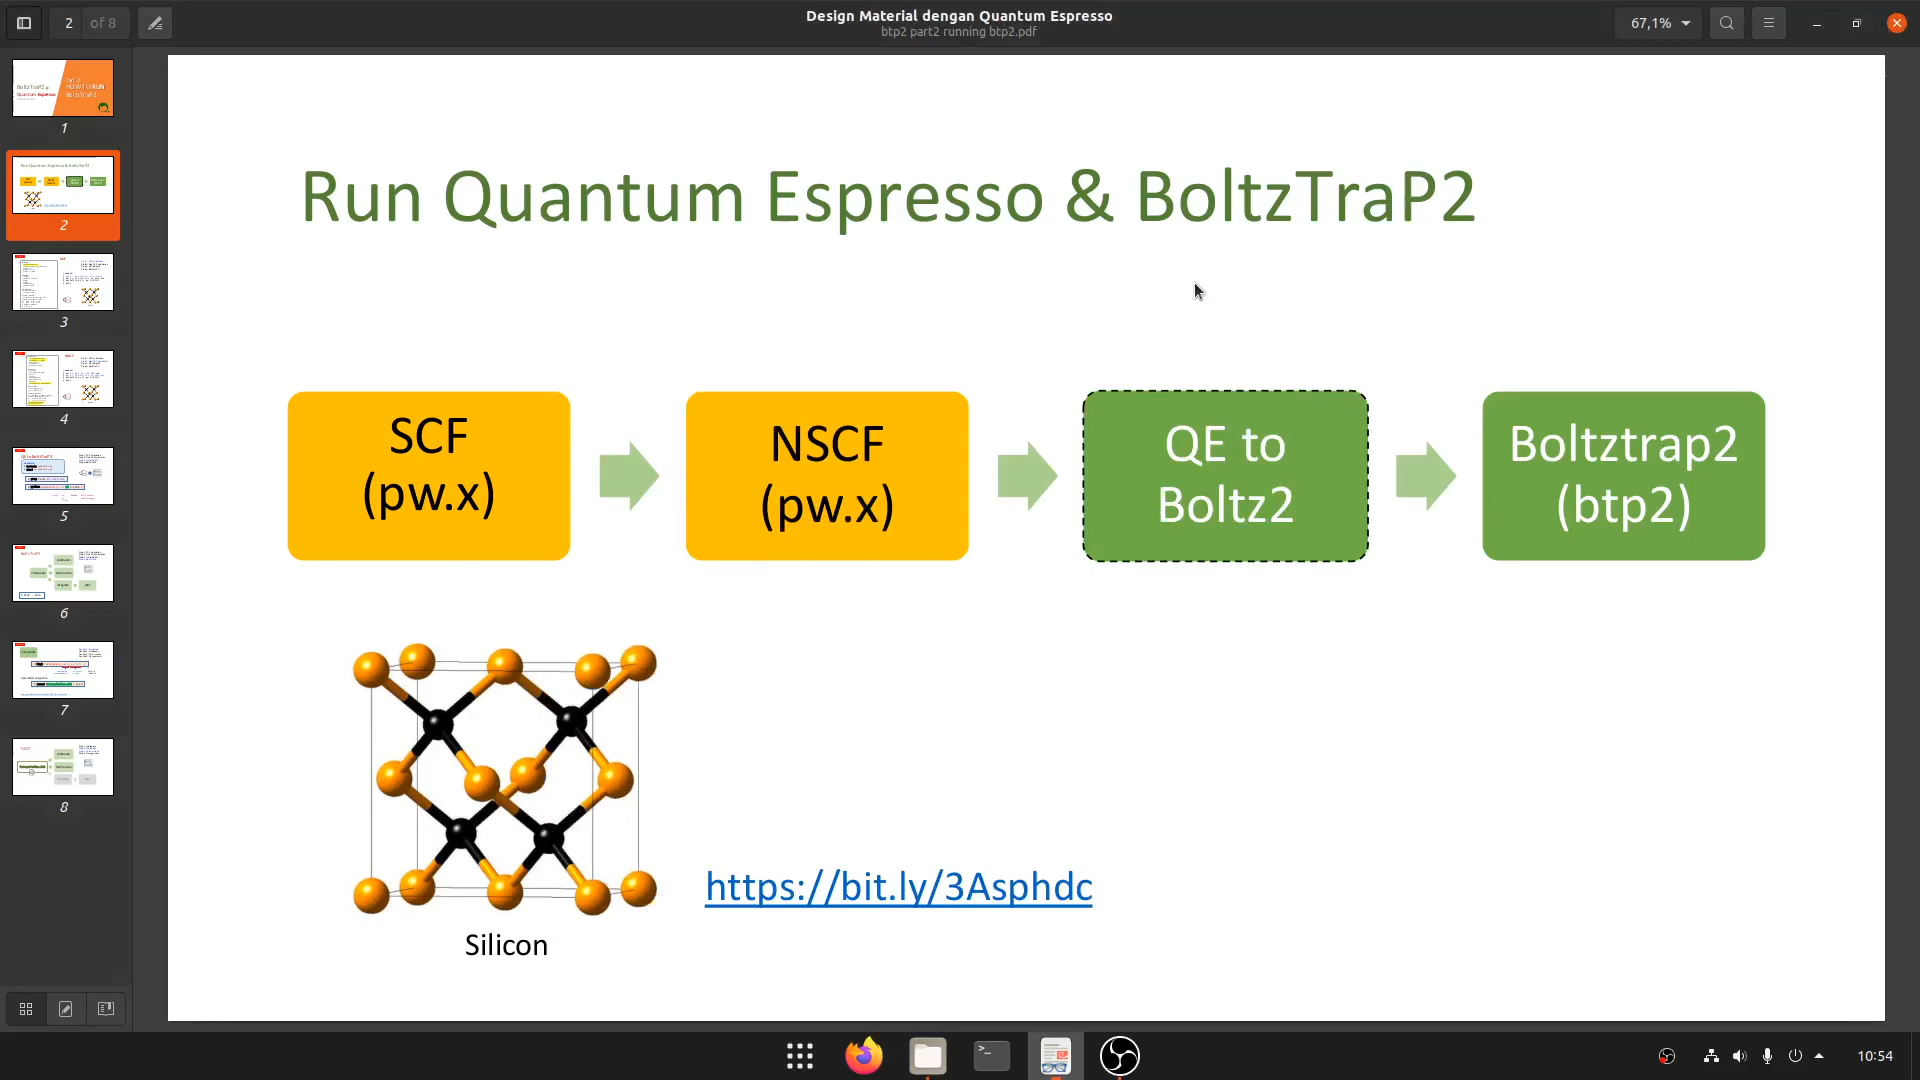 Design Material dengan Quantum Espresso
btp2 part2 running btp2.pdf
2 of 8
67,1%
1
2
3
4
5
6
7
8
Run Quantum Espresso & BoltzTraP2
SCF
(pw.x)
NSCF
(pw.x)
QE to
Boltz2
Boltztrap2
(btp2)
https://bit.ly/3Asphdc
Silicon
10:54